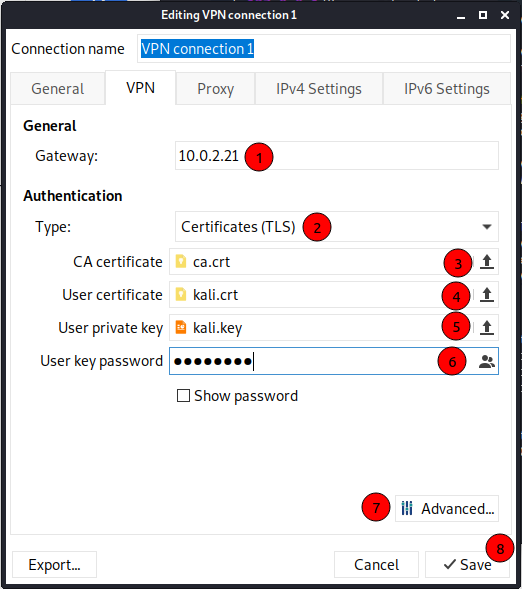 Editing VPN connection 1
Connection name VPN connection 1
General VPN Proxy IPv4 Settings IPv6 Settings
General
Gateway: 10.0.2.21 1
Authentication
Type: Certificates (TLS) 2
CA certificate ca.crt 3
User certificate kali.crt 4
User private key kali.key 5
User key password ●●●●●●●● 6
Show password
7 Advanced...
8
Export... Cancel Save